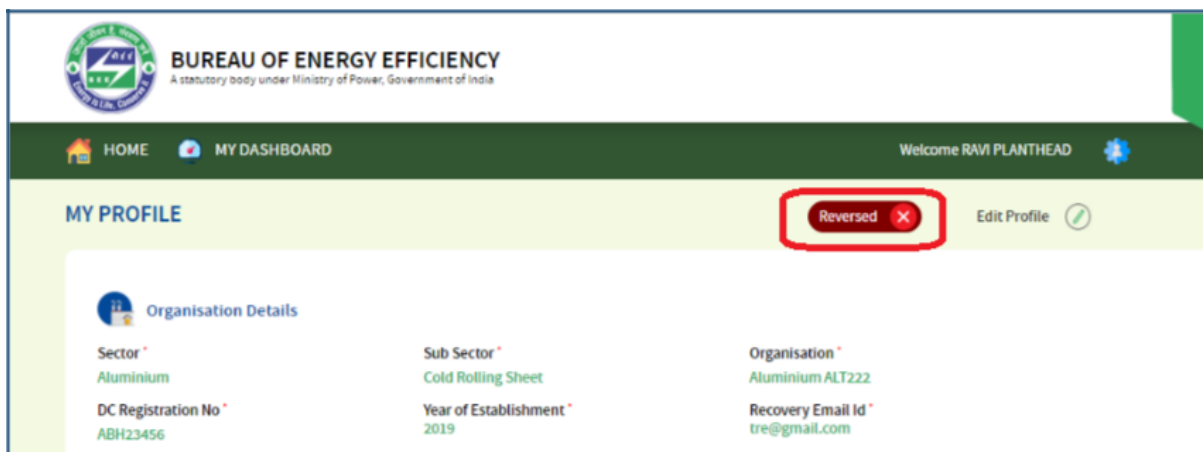 BUREAU OF ENERGY EFFICIENCY
A statutory body under Ministry of Power, Government of India
HOME MY DASHBOARD Welcome RAVI PLANTHEAD
MY PROFILE Reversed Edit Profile
Organisation Details
Sector * Sub Sector * Organisation *
Aluminium Cold Rolling Sheet Aluminium ALT222
DC Registration No * Year of Establishment * Recovery Email Id *
ABH23456 2019 tre@gmail.com